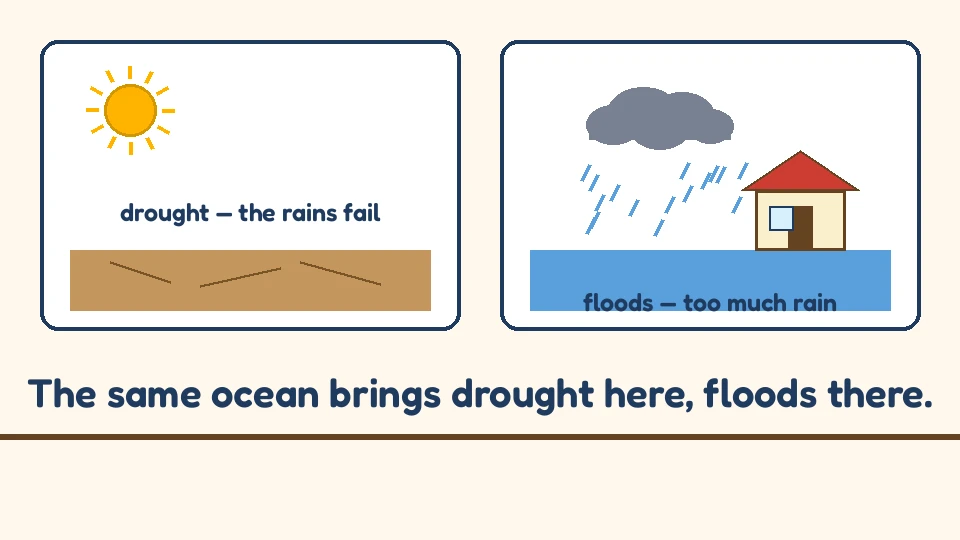 drought — the rains fail
floods — too much rain
The same ocean brings drought here, floods there.